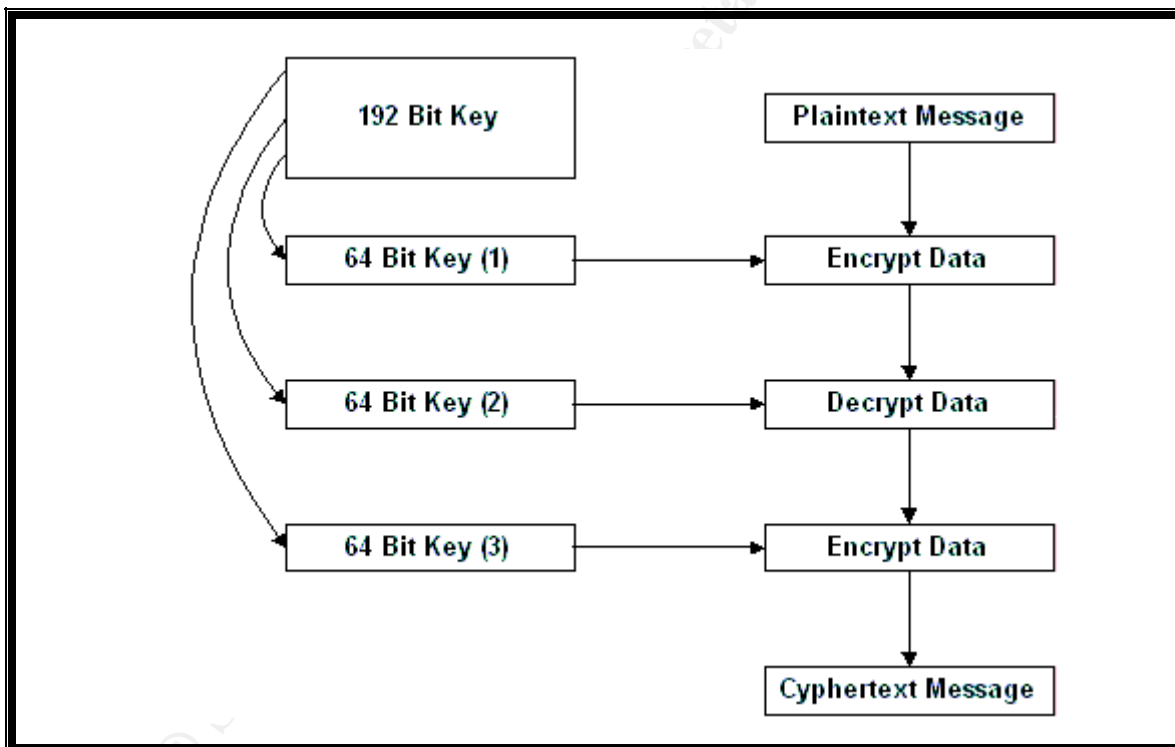 192 Bit Key
Plaintext Message
64 Bit Key (1)
Encrypt Data
64 Bit Key (2)
Decrypt Data
64 Bit Key (3)
Encrypt Data
Cyphertext Message